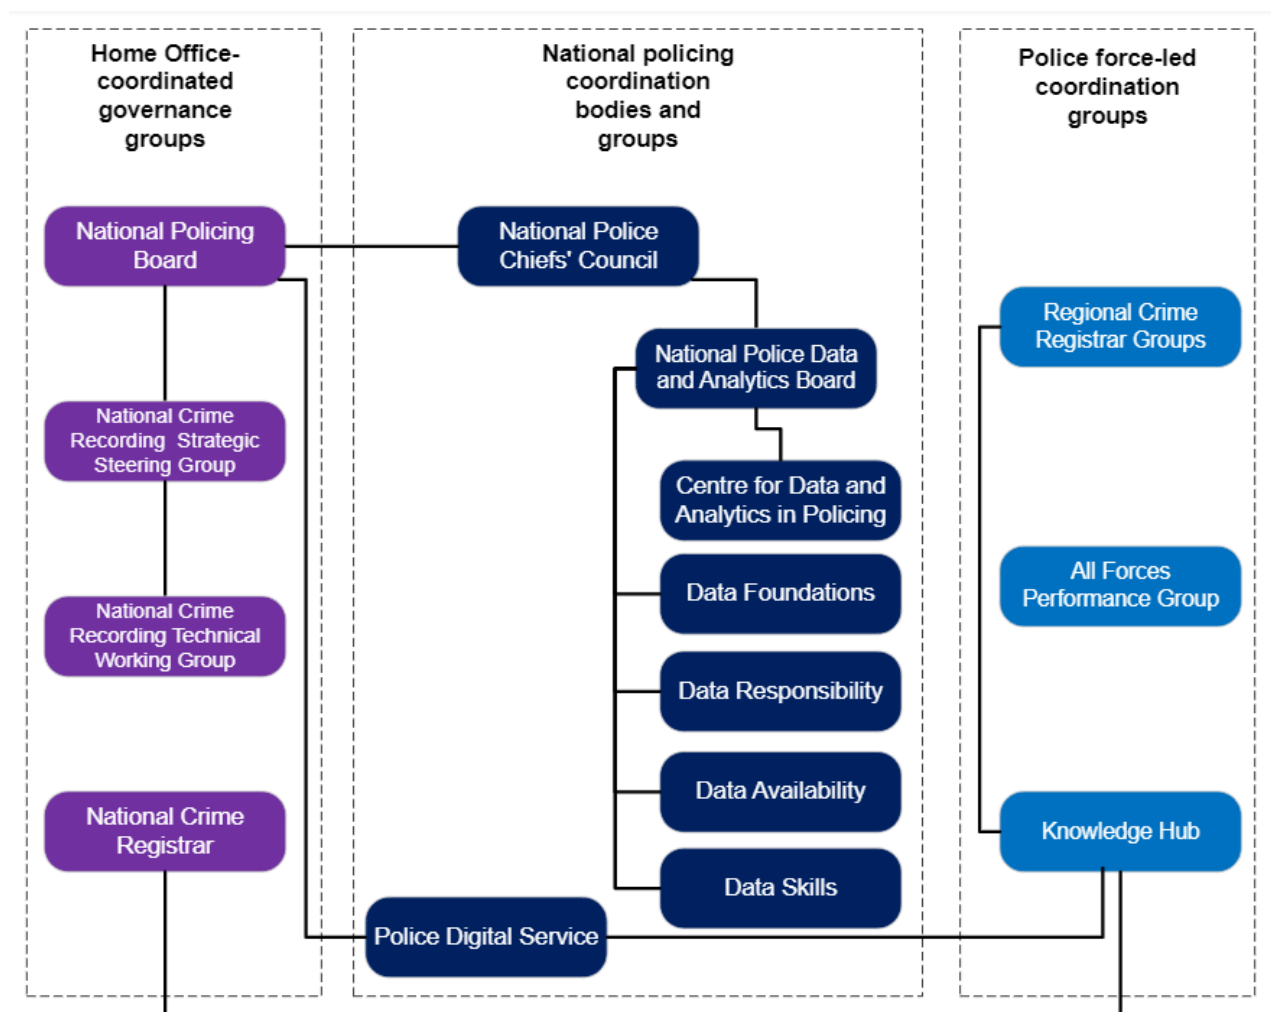 Home Office-
coordinated
governance
groups
National Policing
Board
National Crime
Recording  Strategic
Steering Group
National Crime
Recording Technical
Working Group
National Crime
Registrar
National policing
coordination
bodies and
groups
National Police
Chiefs' Council
National Police Data
and Analytics Board
Centre for Data and
Analytics in Policing
Data Foundations
Data Responsibility
Data Availability
Data Skills
Police Digital Service
Police force-led
coordination
groups
Regional Crime
Registrar Groups
All Forces
Performance Group
Knowledge Hub